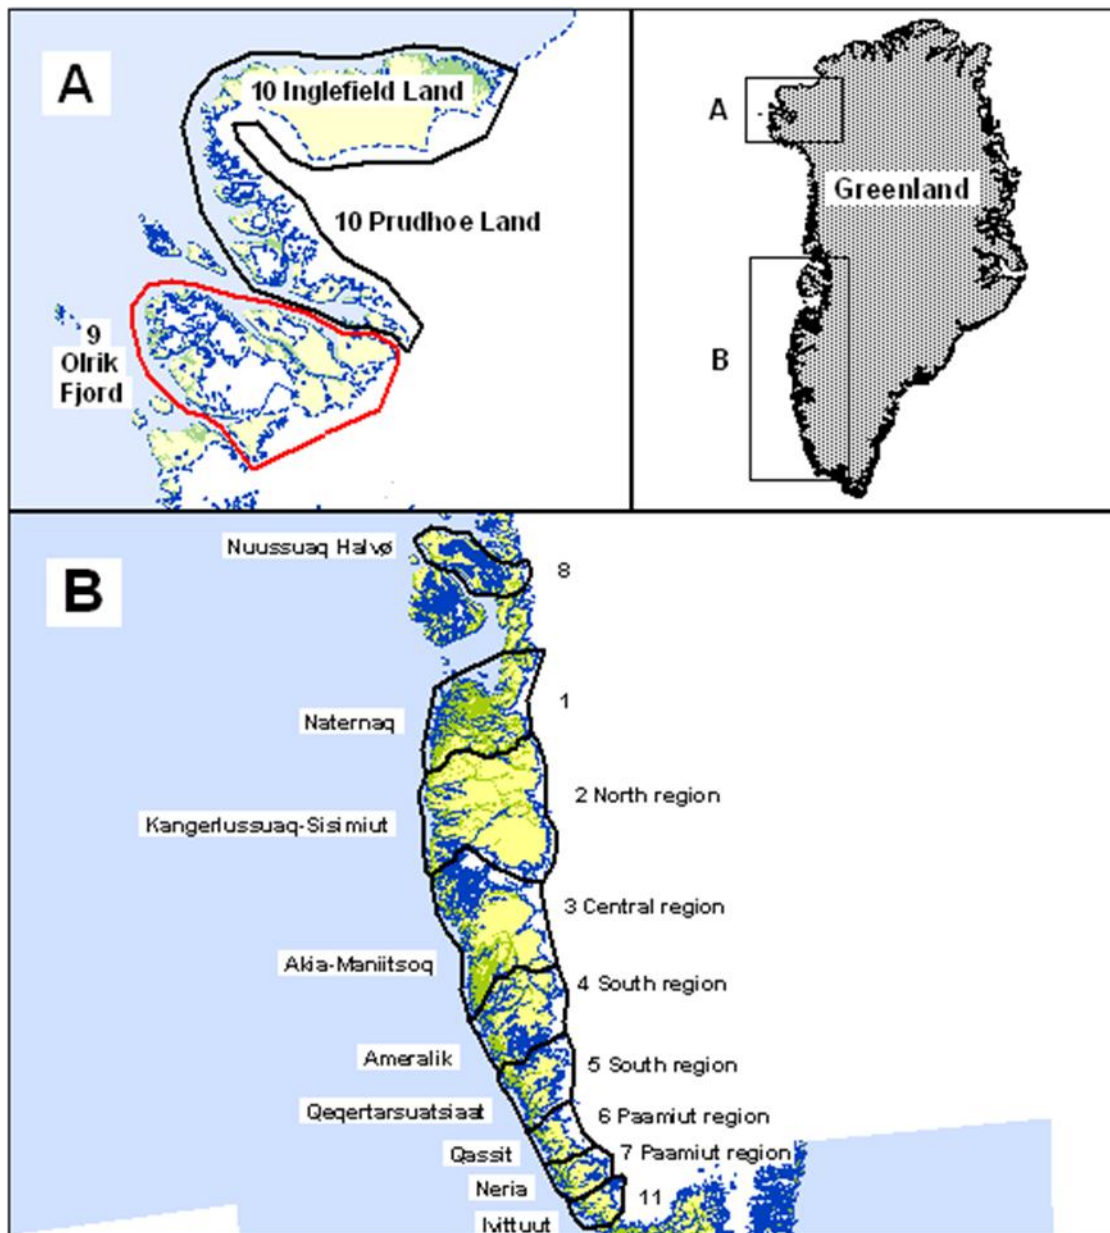 A
10 Inglefield Land
10 Prudhoe Land
9
Olrik
Fjord
A
Greenland
B
B
Nuussuaq Halvø
8
1
Naternaq
2 North region
Kangerlussuaq-Sisimiut
3 Central region
Akia-Maniitsoq
4 South region
Ameralik
5 South region
Qeqertarsuatsiaat
6 Paamiut region
Qassit
7 Paamiut region
Neria
11
Ivittuut